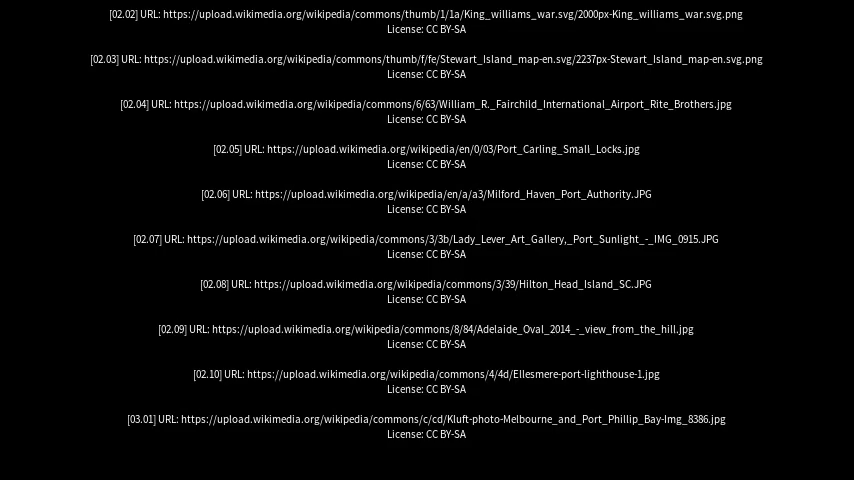 [02.02] URL: https://upload.wikimedia.org/wikipedia/commons/thumb/1/1a/King_williams_war.svg/2000px-King_williams_war.svg.png
License: CC BY-SA
[02.03] URL: https://upload.wikimedia.org/wikipedia/commons/thumb/f/fe/Stewart_Island_map-en.svg/2237px-Stewart_Island_map-en.svg.png
License: CC BY-SA
[02.04] URL: https://upload.wikimedia.org/wikipedia/commons/6/63/William_R._Fairchild_International_Airport_Rite_Brothers.jpg
License: CC BY-SA
[02.05] URL: https://upload.wikimedia.org/wikipedia/en/0/03/Port_Carling_Small_Locks.jpg
License: CC BY-SA
[02.06] URL: https://upload.wikimedia.org/wikipedia/en/a/a3/Milford_Haven_Port_Authority.JPG
License: CC BY-SA
[02.07] URL: https://upload.wikimedia.org/wikipedia/commons/3/3b/Lady_Lever_Art_Gallery,_Port_Sunlight_-_IMG_0915.JPG
License: CC BY-SA
[02.08] URL: https://upload.wikimedia.org/wikipedia/commons/3/39/Hilton_Head_Island_SC.JPG
License: CC BY-SA
[02.09] URL: https://upload.wikimedia.org/wikipedia/commons/8/84/Adelaide_Oval_2014_-_view_from_the_hill.jpg
License: CC BY-SA
[02.10] URL: https://upload.wikimedia.org/wikipedia/commons/4/4d/Ellesmere-port-lighthouse-1.jpg
License: CC BY-SA
[03.01] URL: https://upload.wikimedia.org/wikipedia/commons/c/cd/Kluft-photo-Melbourne_and_Port_Phillip_Bay-Img_8386.jpg
License: CC BY-SA